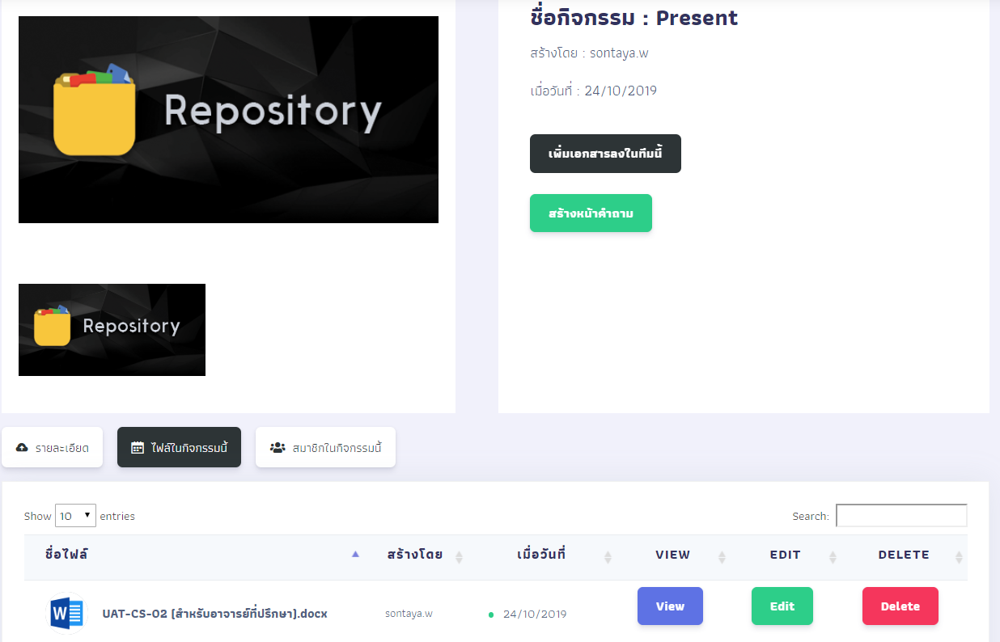 Repository
ชื่อกิจกรรม : Present
สร้างโดย : sontaya.w
เมื่อวันที่ : 24/10/2019
เพิ่มเอกสารลงในทีมนี้
สร้างหน้าคำถาม
Repository
รายละเอียด
ไฟล์ในกิจกรรมนี้
สมาชิกในกิจกรรมนี้
Show 10 entries
Search:
ชื่อไฟล์ สร้างโดย เมื่อวันที่ VIEW EDIT DELETE
W UAT-CS-02 (สำหรับอาจารย์ที่ปรึกษา).docx sontaya.w 24/10/2019 View Edit Delete